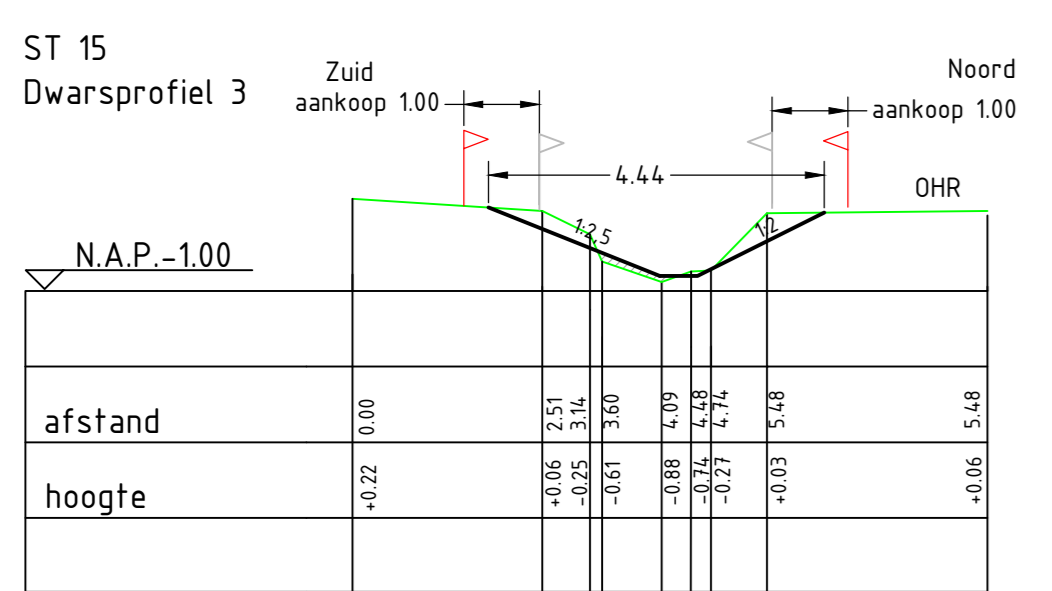 ST 15
Dwarsprofiel 3
Zuid
aankoop 1.00
Noord
aankoop 1.00
4.44
OHR
1:2,5
1:2
N.A.P.-1.00
afstand 0.00 2.51 3.14 3.60 4.09 4.48 4.74 5.48 5.48
hoogte +0.22 +0.06 -0.25 -0.61 -0.88 -0.74 -0.27 +0.03 +0.06